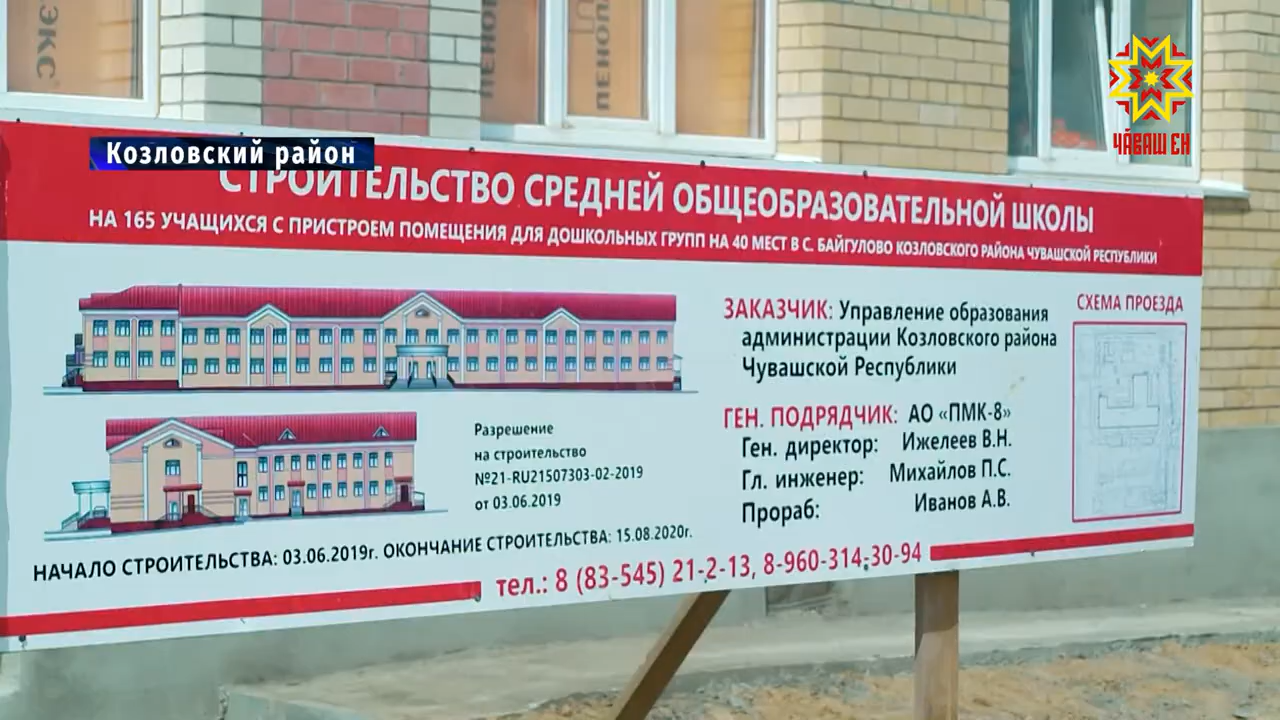 ЭКС
ПЕНОПЛ
ЧӐВАШ ЕН
Козловский район
СТРОИТЕЛЬСТВО СРЕДНЕЙ ОБЩЕОБРАЗОВАТЕЛЬНОЙ ШКОЛЫ
НА 165 УЧАЩИХСЯ С ПРИСТРОЕМ ПОМЕЩЕНИЯ ДЛЯ ДОШКОЛЬНЫХ ГРУПП НА 40 МЕСТ В С. БАЙГУЛОВО КОЗЛОВСКОГО РАЙОНА ЧУВАШСКОЙ РЕСПУБЛИКИ
ЗАКАЗЧИК: Управление образования
администрации Козловского района
Чувашской Республики
СХЕМА ПРОЕЗДА
ГЕН. ПОДРЯДЧИК: АО «ПМК-8»
Ген. директор: Ижелеев В.Н.
Гл. инженер: Михайлов П.С.
Прораб: Иванов А.В.
Разрешение
на строительство
№21-RU21507303-02-2019
от 03.06.2019
НАЧАЛО СТРОИТЕЛЬСТВА: 03.06.2019г. ОКОНЧАНИЕ СТРОИТЕЛЬСТВА: 15.08.2020г.
тел.: 8 (83-545) 21-2-13, 8-960-314-30-94